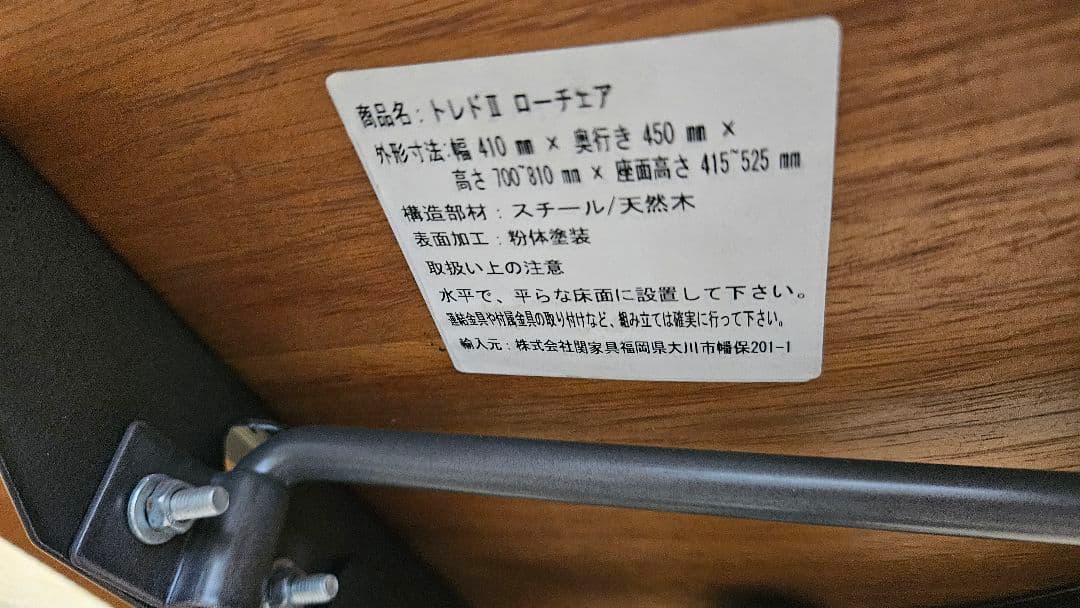 商品名：トレドⅡ ローチェア
外形寸法:幅 410 ㎜ × 奥行き 450 ㎜ ×
高さ 700~810 ㎜ × 座面高さ 415~525 ㎜
構造部材：スチール/天然木
表面加工：粉体塗装
取扱い上の注意
水平で、平らな床面に設置して下さい。
連結金具や付属金具の取り付けなど、組み立ては確実に行って下さい。
輸入元：株式会社関家具福岡県大川市幡保201-1